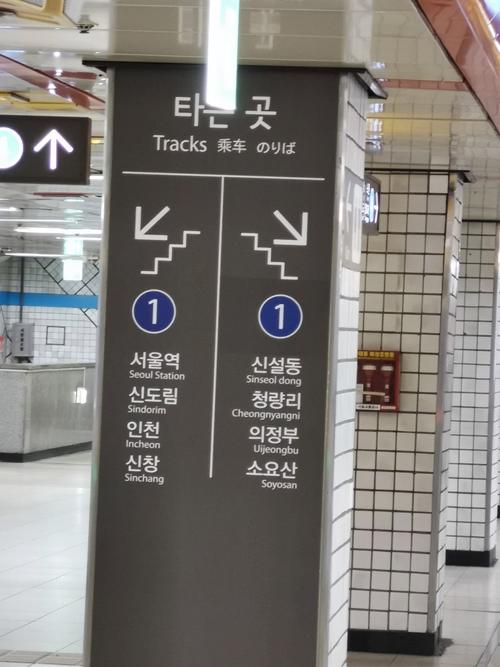 타는 곳
Tracks 乘车 のりば
1
서울역
Seoul Station
신도림
Sindorim
인천
Incheon
신창
Sinchang
1
신설동
Sinseol dong
청량리
Cheongnyangni
의정부
Uijeongbu
소요산
Soyosan